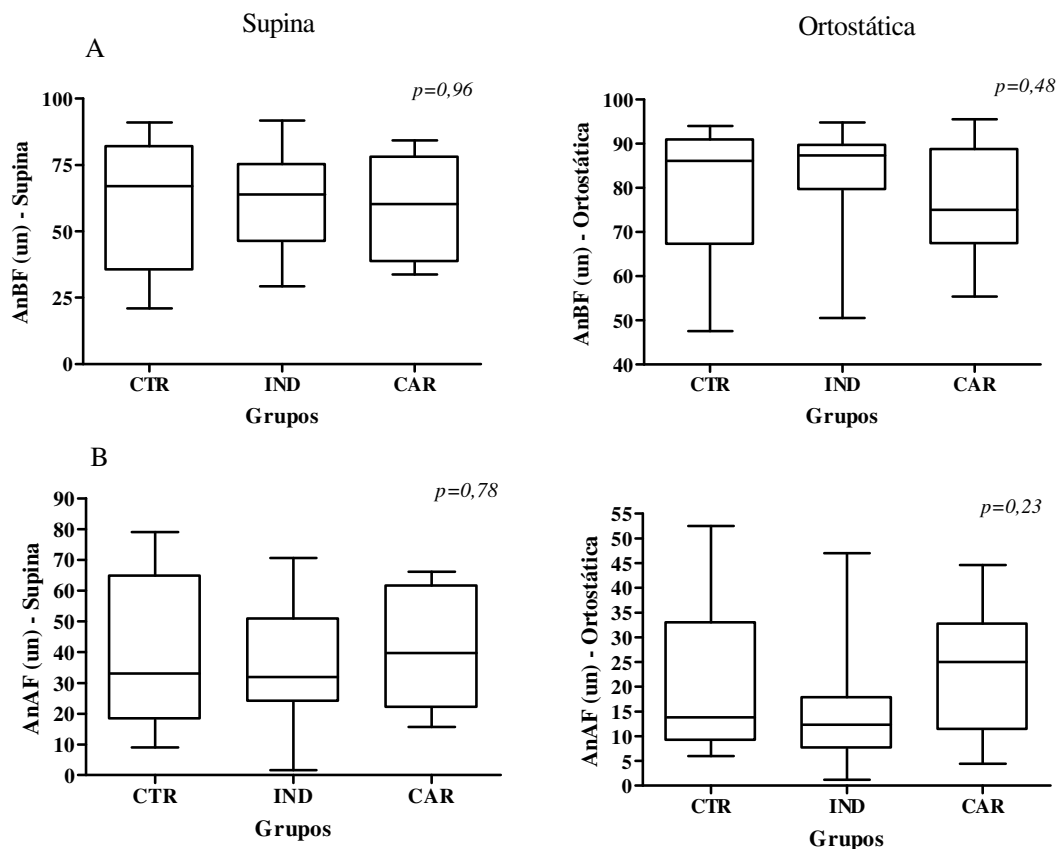 Supina
Ortostática
A
p=0,96
AnBF (un) - Supina
100
75
50
25
0
CTR IND CAR
Grupos
p=0,48
AnBF (un) - Ortostática
100
90
80
70
60
50
40
CTR IND CAR
Grupos
B
p=0,78
AnAF (un) - Supina
90
80
70
60
50
40
30
20
10
0
CTR IND CAR
Grupos
p=0,23
AnAF (un) - Ortostática
55
50
45
40
35
30
25
20
15
10
5
0
CTR IND CAR
Grupos